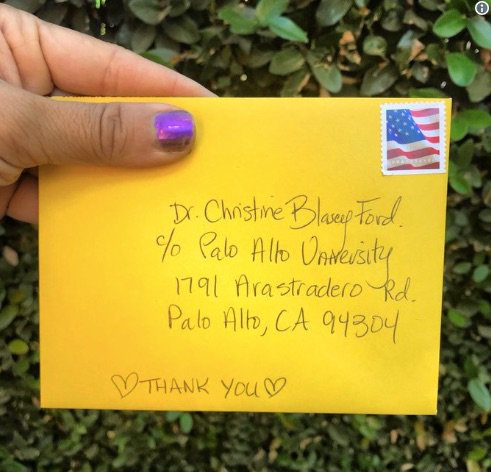 Dr. Christine Blasey Ford.
c/o Palo Alto University
1791 Arastradero Rd.
Palo Alto, CA 94304
♡THANK YOU♡